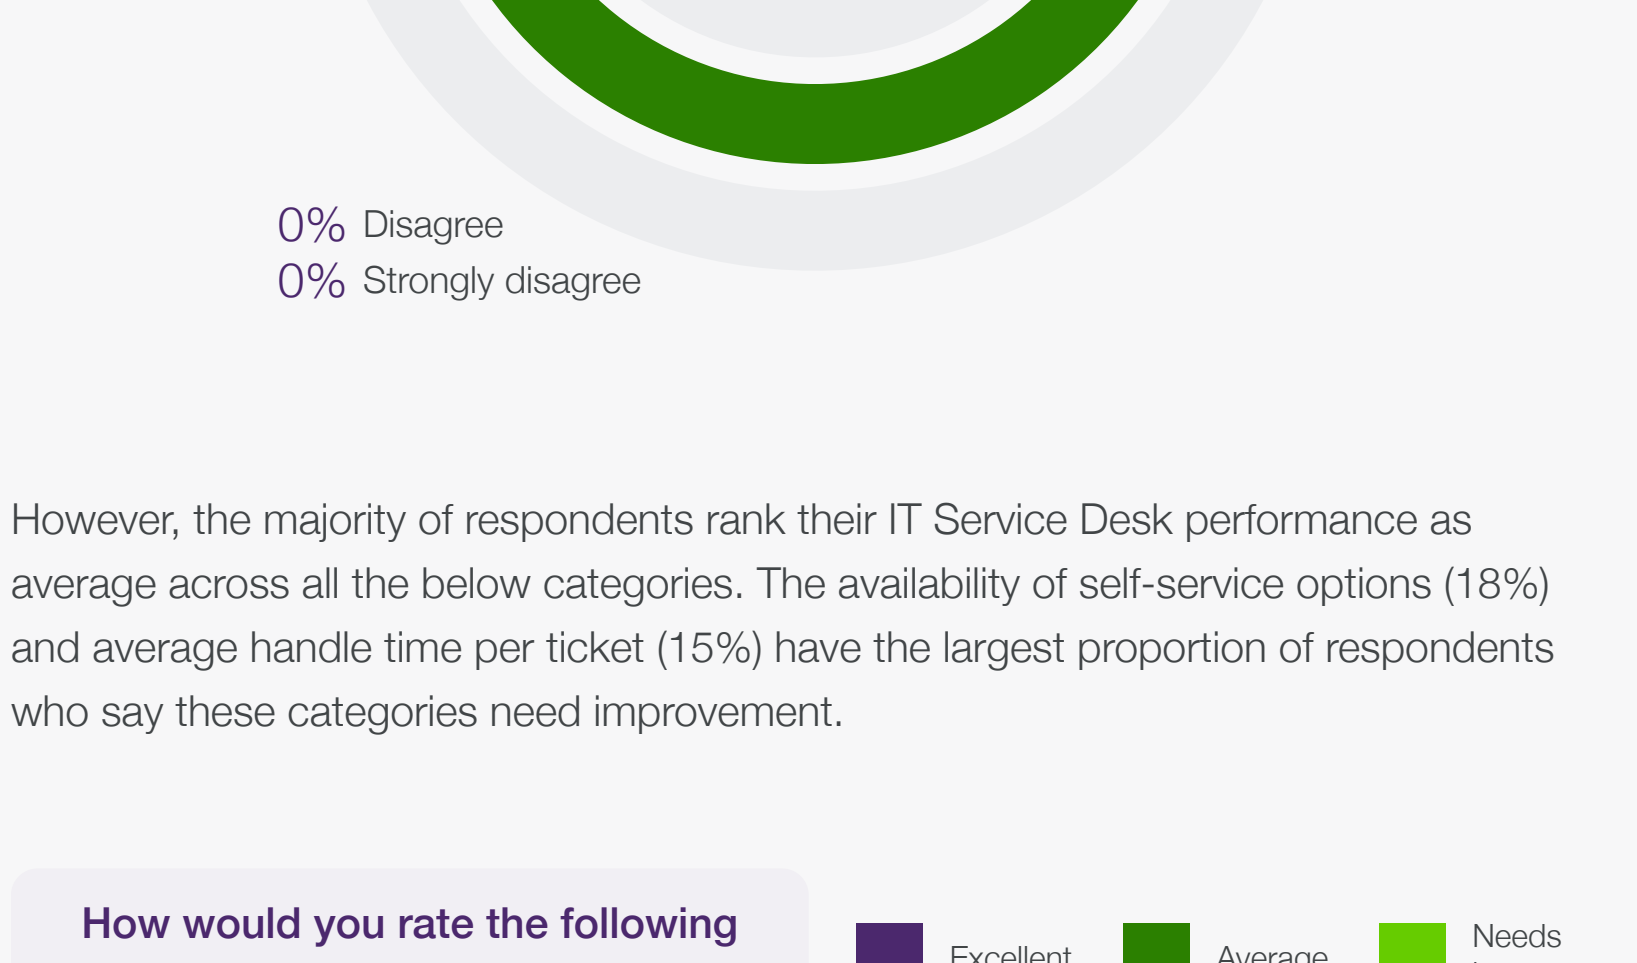 0% Disagree
0% Strongly disagree
However, the majority of respondents rank their IT Service Desk performance as
average across all the below categories. The availability of self-service options (18%)
and average handle time per ticket (15%) have the largest proportion of respondents
who say these categories need improvement.
How would you rate the following
Excellent
Average
Needs